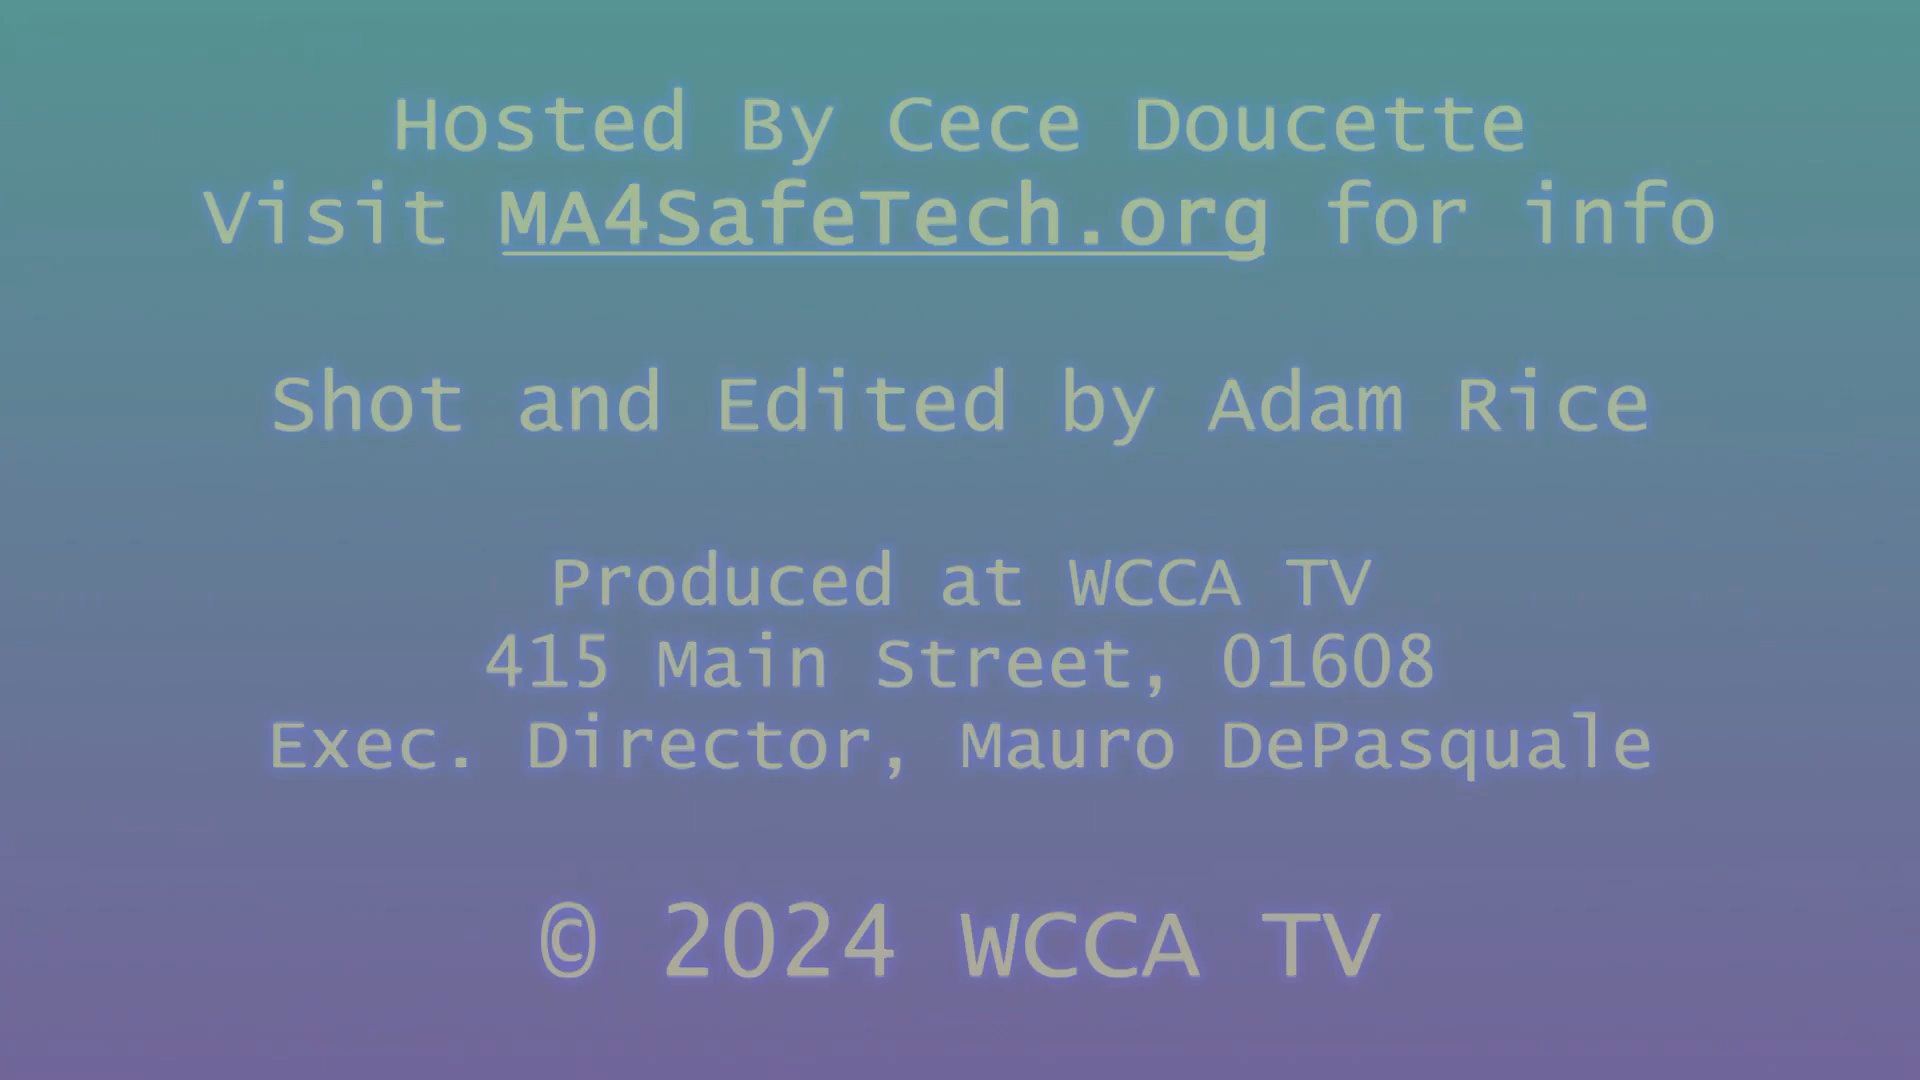 Hosted By Cece Doucette
Visit MA4SafeTech.org for info
Shot and Edited by Adam Rice
Produced at WCCA TV
415 Main Street, 01608
Exec. Director, Mauro DePasquale
© 2024 WCCA TV